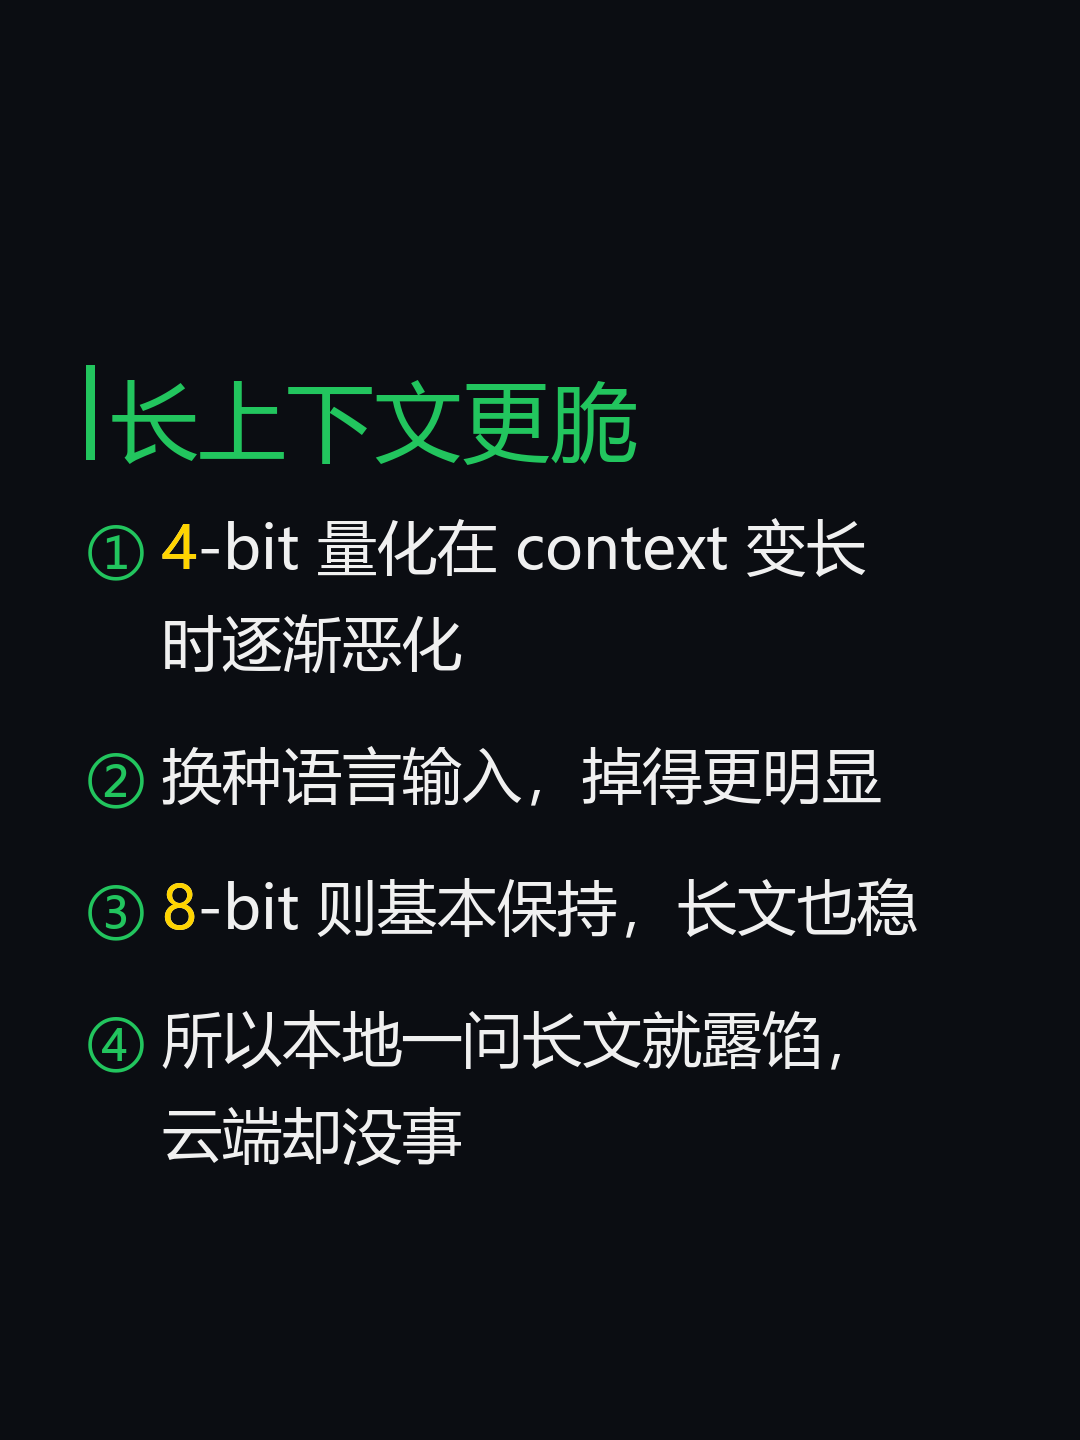 长上下文更脆
① 4-bit 量化在 context 变长
时逐渐恶化
② 换种语言输入，掉得更明显
③ 8-bit 则基本保持，长文也稳
④ 所以本地一问长文就露馅，
云端却没事